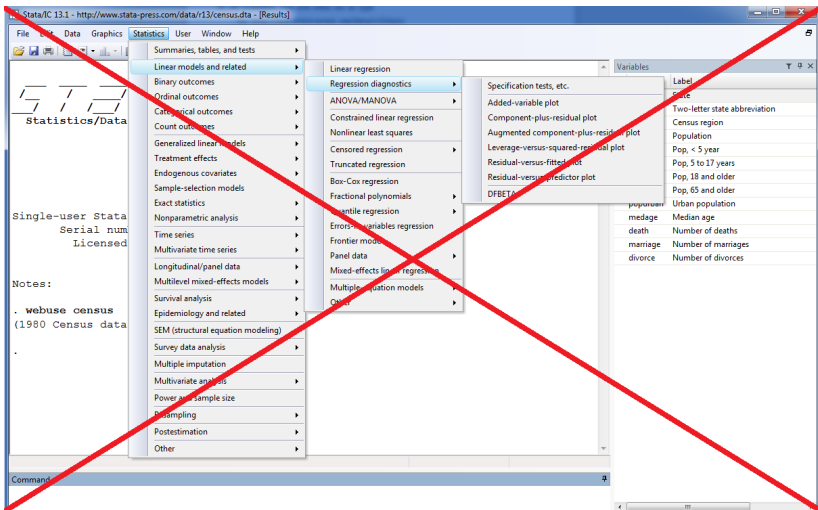 Stata/IC 13.1 - http://www.stata-press.com/data/r13/census.dta - [Results]
File Edit Data Graphics Statistics User Window Help
Summaries, tables, and tests
Linear models and related
Binary outcomes
Ordinal outcomes
Categorical outcomes
Count outcomes
Generalized linear models
Treatment effects
Endogenous covariates
Sample-selection models
Exact statistics
Nonparametric analysis
Time series
Multivariate time series
Longitudinal/panel data
Multilevel mixed-effects models
Survival analysis
Epidemiology and related
SEM (structural equation modeling)
Survey data analysis
Multiple imputation
Multivariate analysis
Power and sample size
Resampling
Postestimation
Other
Linear regression
Regression diagnostics
ANOVA/MANOVA
Constrained linear regression
Nonlinear least squares
Censored regression
Truncated regression
Box-Cox regression
Fractional polynomials
Quantile regression
Errors-in-variables regression
Frontier models
Panel data
Mixed-effects linear regression
Multiple-equation models
Other
Specification tests, etc.
Added-variable plot
Component-plus-residual plot
Augmented component-plus-residual plot
Leverage-versus-squared-residual plot
Residual-versus-fitted plot
Residual-versus-predictor plot
DFBETAs
Statistics/Data
Single-user Stata
Serial num
Licensed
Notes:
. webuse census
(1980 Census data
.
Command
Variables
Label
State
Two-letter state abbreviation
Census region
Population
Pop, < 5 year
Pop, 5 to 17 years
Pop, 18 and older
Pop, 65 and older
popurban Urban population
medage Median age
death Number of deaths
marriage Number of marriages
divorce Number of divorces